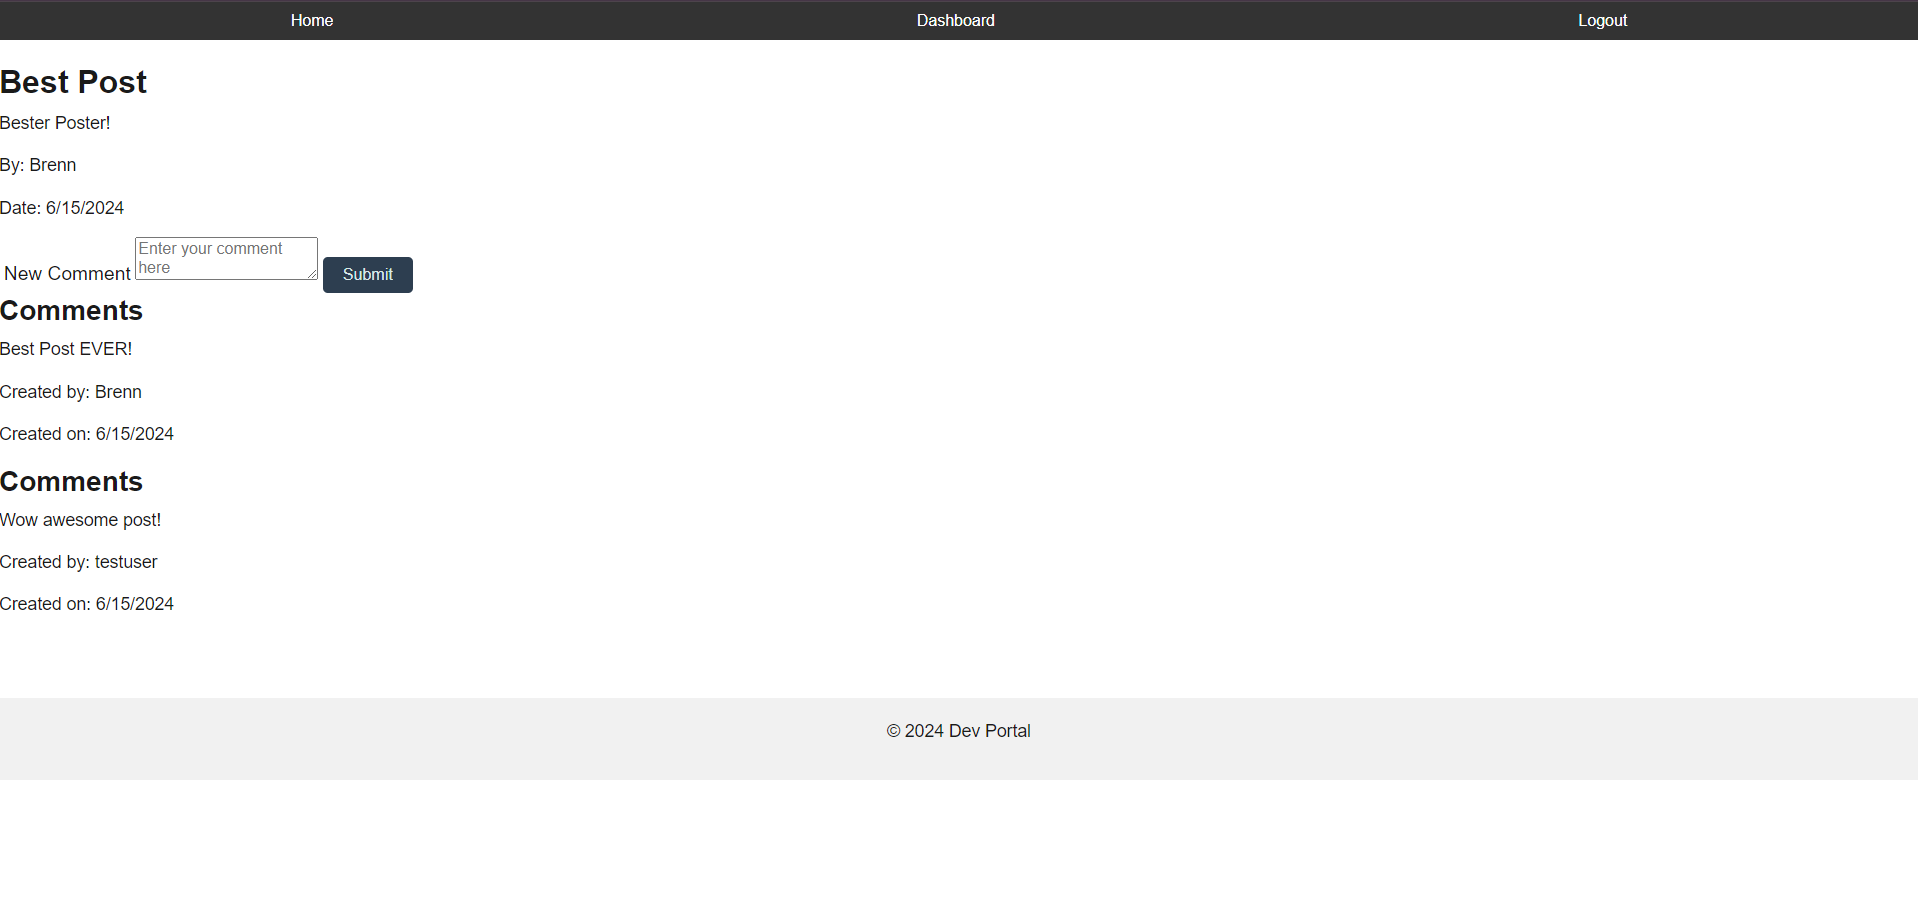 Home Dashboard Logout
Best Post
Bester Poster!
By: Brenn
Date: 6/15/2024
Enter your comment
here
New Comment
Submit
Comments
Best Post EVER!
Created by: Brenn
Created on: 6/15/2024
Comments
Wow awesome post!
Created by: testuser
Created on: 6/15/2024
© 2024 Dev Portal